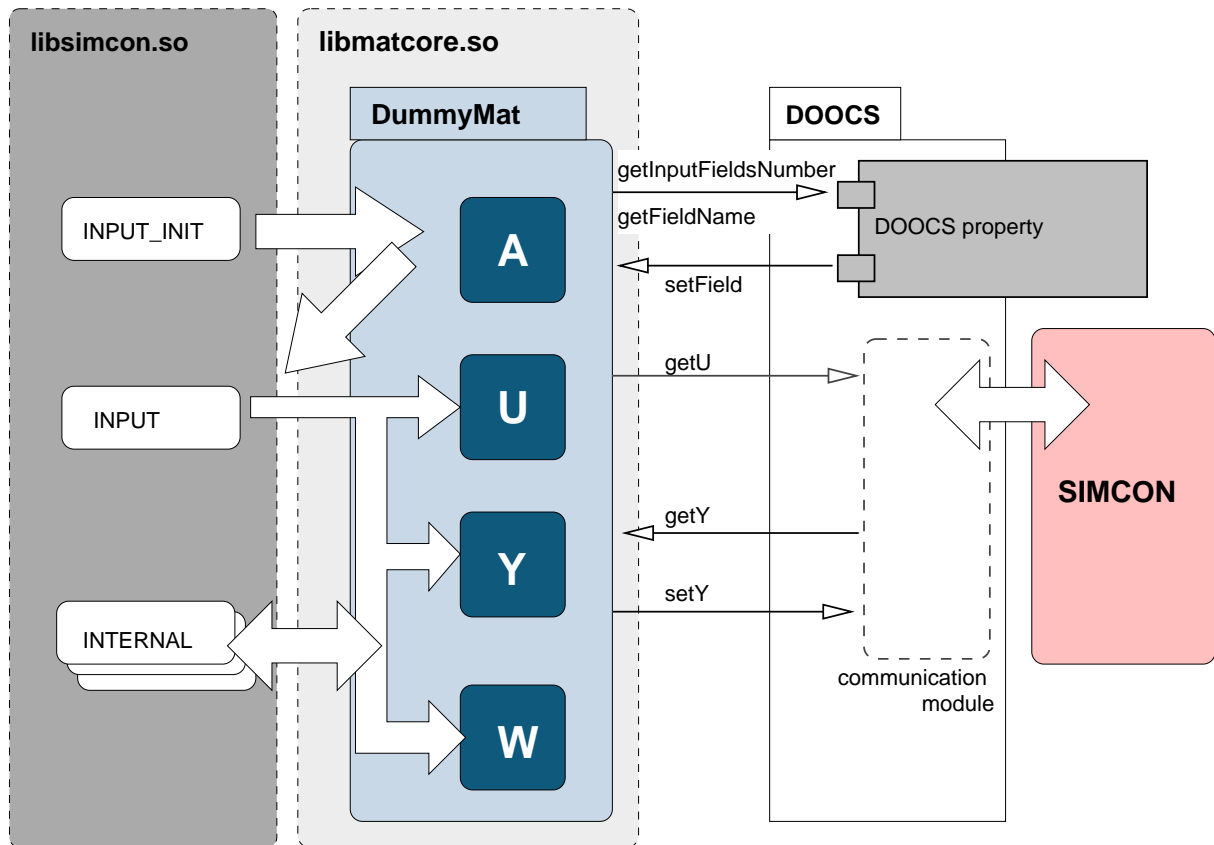 libsimcon.so
libmatcore.so
DummyMat
DOOCS
getInputFieldsNumber
getFieldName
DOOCS property
INPUT_INIT
A
setField
getU
INPUT
U
SIMCON
getY
Y
setY
INTERNAL
communication
module
W